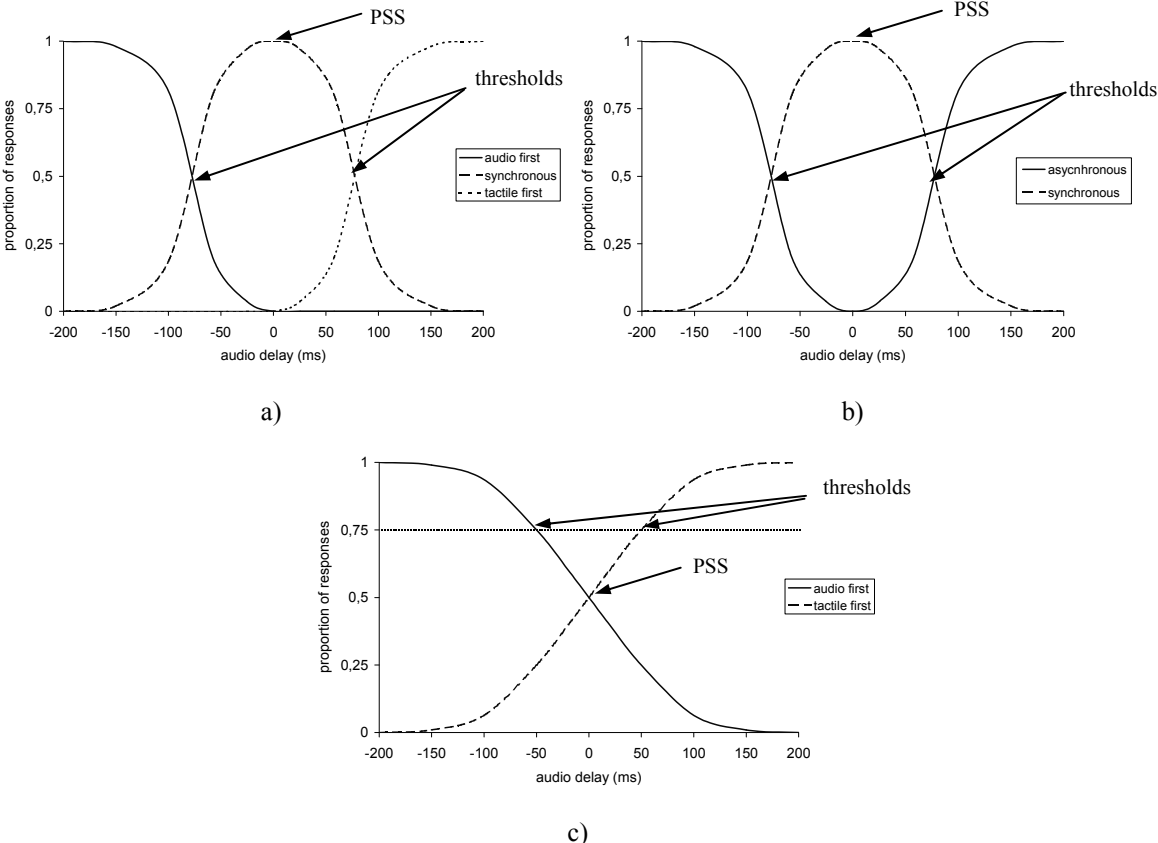 PSS
1
0,75
0,5
0,25
0
proportion of responses
thresholds
audio first
synchronous
tactile first
-200 -150 -100 -50 0 50 100 150 200
audio delay (ms)
a)
PSS
1
0,75
0,5
0,25
0
proportion of responses
thresholds
asycnhronous
synchronous
-200 -150 -100 -50 0 50 100 150 200
audio delay (ms)
b)
1
0,75
0,5
0,25
0
proportion of responses
thresholds
PSS
audio first
tactile first
-200 -150 -100 -50 0 50 100 150 200
audio delay (ms)
c)